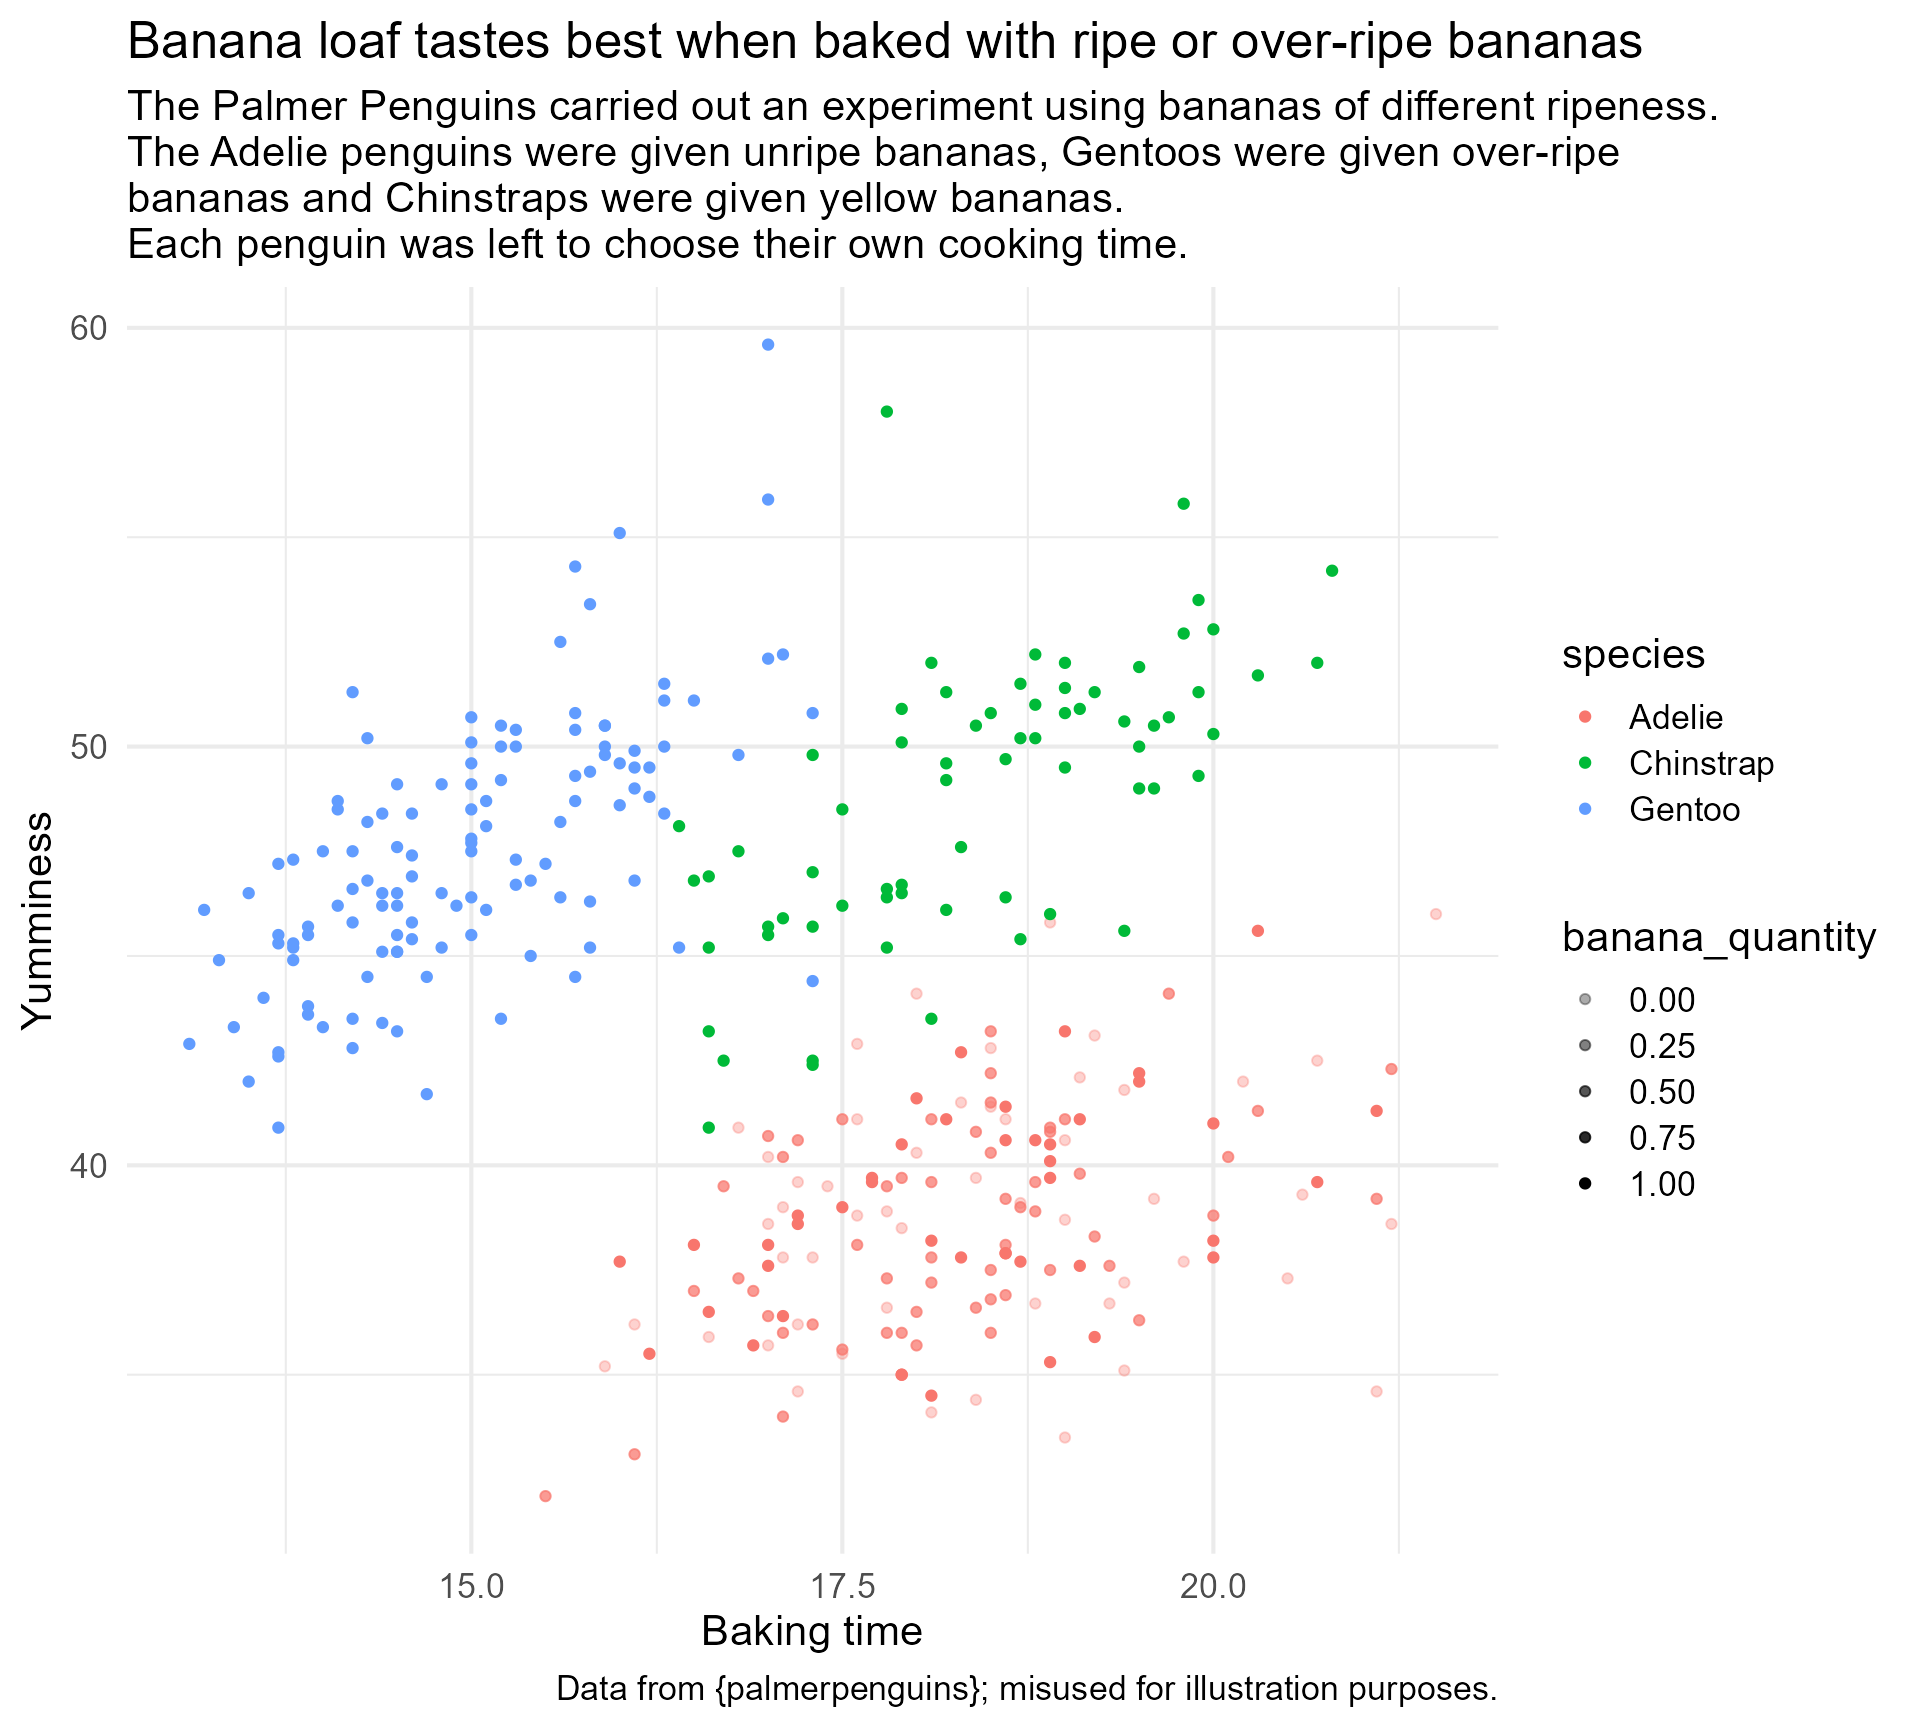 Banana loaf tastes best when baked with ripe or over-ripe bananas
The Palmer Penguins carried out an experiment using bananas of different ripeness.
The Adelie penguins were given unripe bananas, Gentoos were given over-ripe
bananas and Chinstraps were given yellow bananas.
Each penguin was left to choose their own cooking time.
60
50
40
Yumminess
15.0
17.5
20.0
Baking time
species
Adelie
Chinstrap
Gentoo
banana_quantity
0.00
0.25
0.50
0.75
1.00
Data from {palmerpenguins}; misused for illustration purposes.